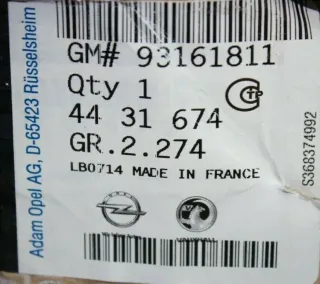 GM# 93161811
Qty 1
44 31 674
GR.2.274
LB0714 MADE IN FRANCE
Adam Opel AG, D-65423 Rüsselsheim
S368374992